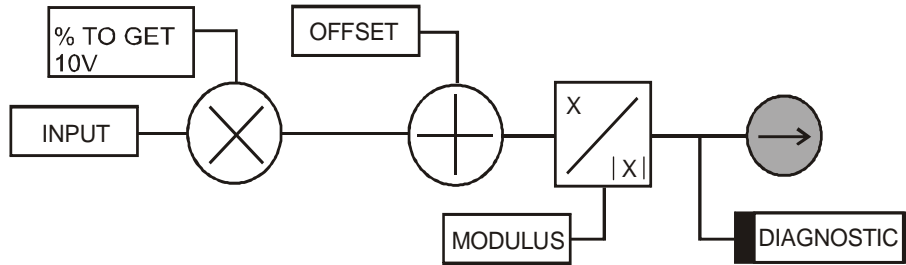 % TO GET
10V
OFFSET
INPUT
X
|X|
MODULUS
DIAGNOSTIC